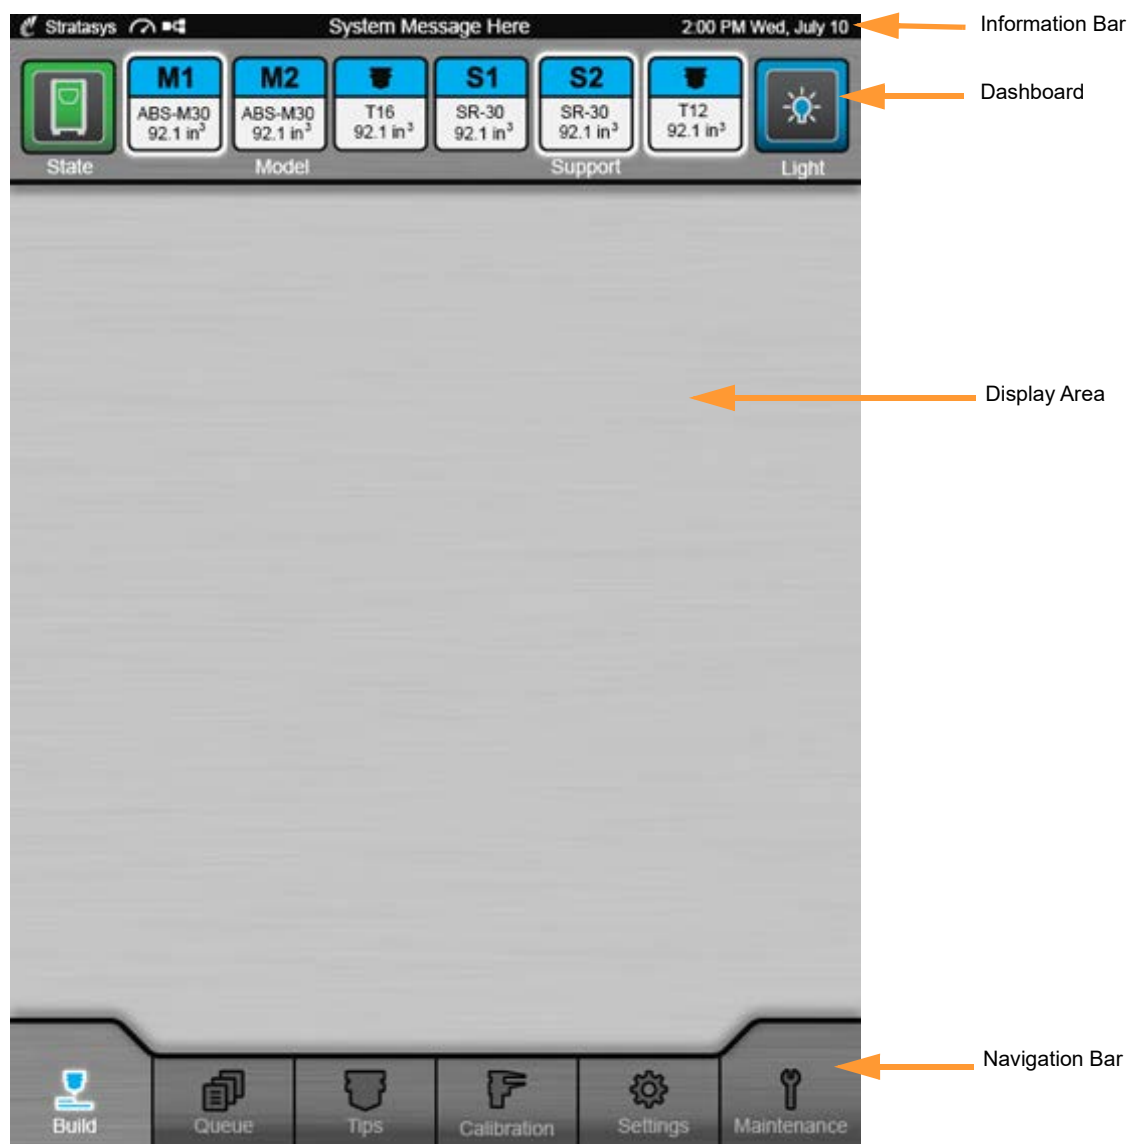 Stratasys System Message Here 2:00 PM Wed, July 10
Information Bar
M1 M2 S1 S2
ABS-M30 ABS-M30 T16 SR-30 SR-30 T12
92.1 in³ 92.1 in³ 92.1 in³ 92.1 in³ 92.1 in³ 92.1 in³
State Model Support Light
Dashboard
Display Area
Navigation Bar
Build Queue Tips Calibration Settings Maintenance